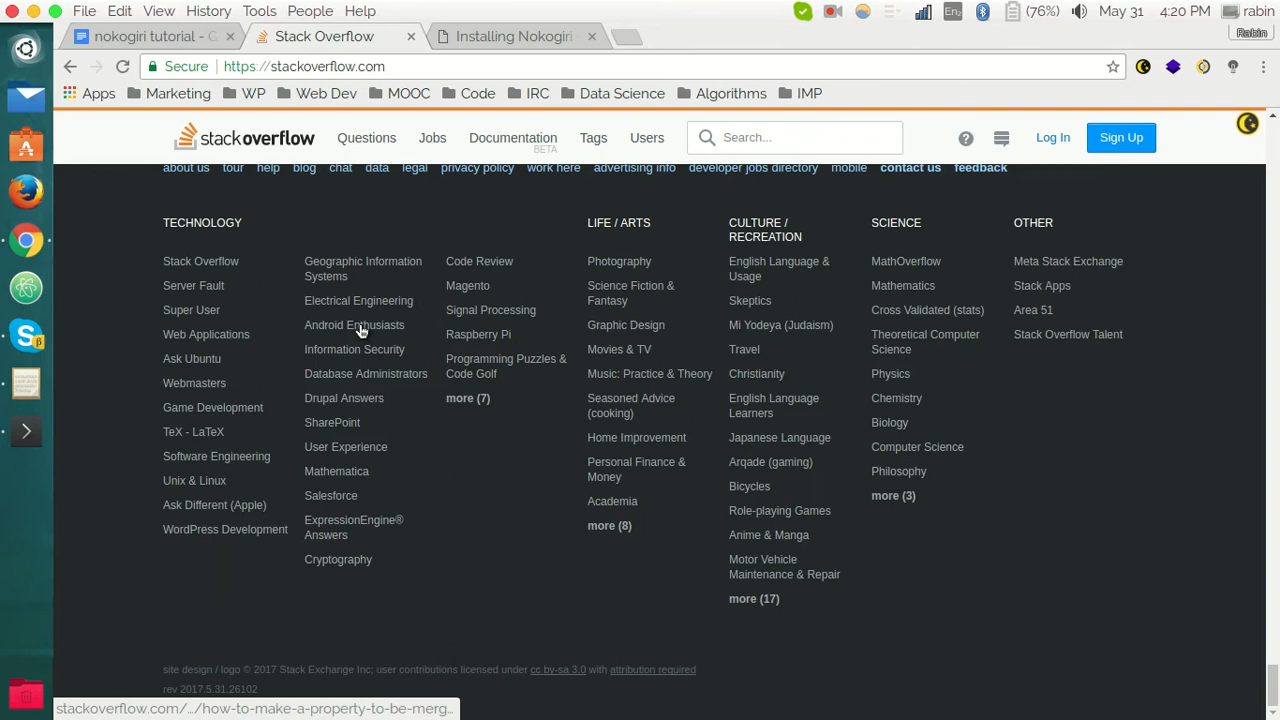 File Edit View History Tools People Help
En2 (76%) May 31 4:20 PM rabin
nokogiri tutorial - Stack Overflow Installing Nokogiri Rabin
Secure https://stackoverflow.com
Apps Marketing WP Web Dev MOOC Code IRC Data Science Algorithms IMP
stackoverflow Questions Jobs Documentation Tags Users Search... Log In Sign Up
BETA
about us tour help blog chat data legal privacy policy work here advertising info developer jobs directory mobile contact us feedback
TECHNOLOGY
Stack Overflow
Server Fault
Super User
Web Applications
Ask Ubuntu
Webmasters
Game Development
TeX - LaTeX
Software Engineering
Unix & Linux
Ask Different (Apple)
WordPress Development
Geographic Information
Systems
Electrical Engineering
Android Enthusiasts
Information Security
Database Administrators
Drupal Answers
SharePoint
User Experience
Mathematica
Salesforce
ExpressionEngine®
Answers
Cryptography
Code Review
Magento
Signal Processing
Raspberry Pi
Programming Puzzles &
Code Golf
more (7)
LIFE / ARTS
Photography
Science Fiction &
Fantasy
Graphic Design
Movies & TV
Music: Practice & Theory
Seasoned Advice
(cooking)
Home Improvement
Personal Finance &
Money
Academia
more (8)
CULTURE /
RECREATION
English Language &
Usage
Skeptics
Mi Yodeya (Judaism)
Travel
Christianity
English Language
Learners
Japanese Language
Arqade (gaming)
Bicycles
Role-playing Games
Anime & Manga
Motor Vehicle
Maintenance & Repair
more (17)
SCIENCE
MathOverflow
Mathematics
Cross Validated (stats)
Theoretical Computer
Science
Physics
Chemistry
Biology
Computer Science
Philosophy
more (3)
OTHER
Meta Stack Exchange
Stack Apps
Area 51
Stack Overflow Talent
site design / logo © 2017 Stack Exchange Inc; user contributions licensed under cc by-sa 3.0 with attribution required
rev 2017.5.31.26102
stackoverflow.com/…/how-to-make-a-property-to-be-merg…